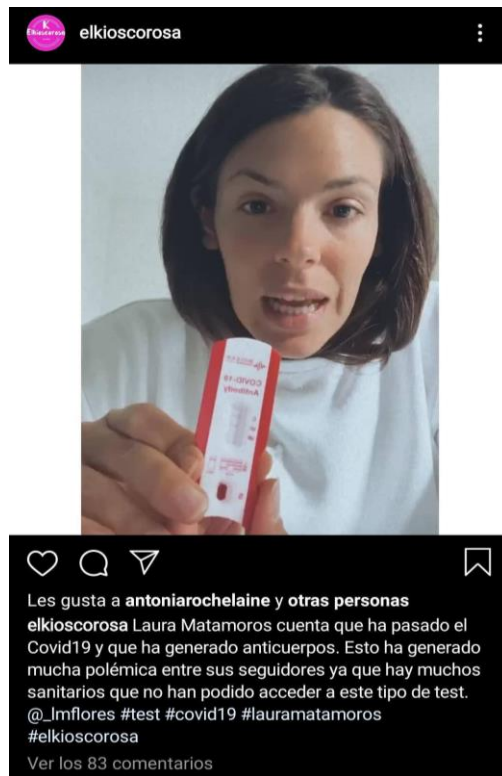 K
Elkioscorosa
elkioscorosa
COVID-19
Antibody
Les gusta a antoniarochelaine y otras personas
elkioscorosa Laura Matamoros cuenta que ha pasado el
Covid19 y que ha generado anticuerpos. Esto ha generado
mucha polémica entre sus seguidores ya que hay muchos
sanitarios que no han podido acceder a este tipo de test.
@_lmflores #test #covid19 #lauramatamoros
#elkioscorosa
Ver los 83 comentarios